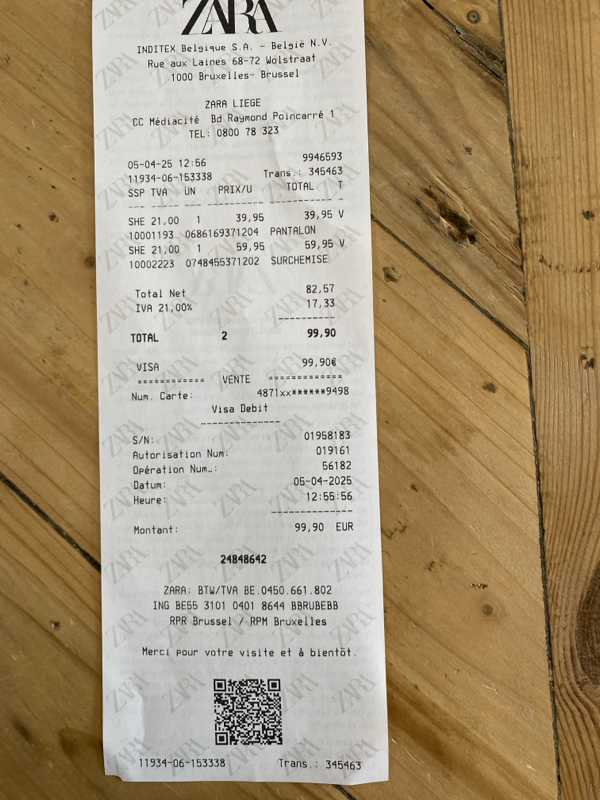 ZARA
INDITEX Belgique S.A. - België N.V.
Rue aux Laines 68-72 Wolstraat
1000 Bruxelles- Brussel
ZARA LIEGE
CC Médiacité Bd Raymond Poincarré 1
TEL: 0800 78 323
05-04-25 12:56 9946593
11934-06-153338 Trans.: 345463
SSP TVA UN PRIX/U TOTAL T
SHE 21,00 1 39,95 39,95 V
10001193 0686169371204 PANTALON
SHE 21,00 1 59,95 59,95 V
10002223 0748455371202 SURCHEMISE
Total Net 82,57
IVA 21,00% 17,33
------------
TOTAL 2 99,90
VISA 99,90€
============ VENTE =============
Num. Carte: 4871xx******9498
Visa Debit
--------------
S/N: 01958183
Autorisation Num: 019161
Opération Num.: 56182
Datum: 05-04-2025
Heure: 12:55:56
--------------
Montant: 99,90 EUR
24848642
ZARA: BTW/TVA BE.0450.661.802
ING BE55 3101 0401 8644 BBRUBEBB
RPR Brussel / RPM Bruxelles
Merci pour votre visite et à bientôt.
11934-06-153338 Trans.: 345463